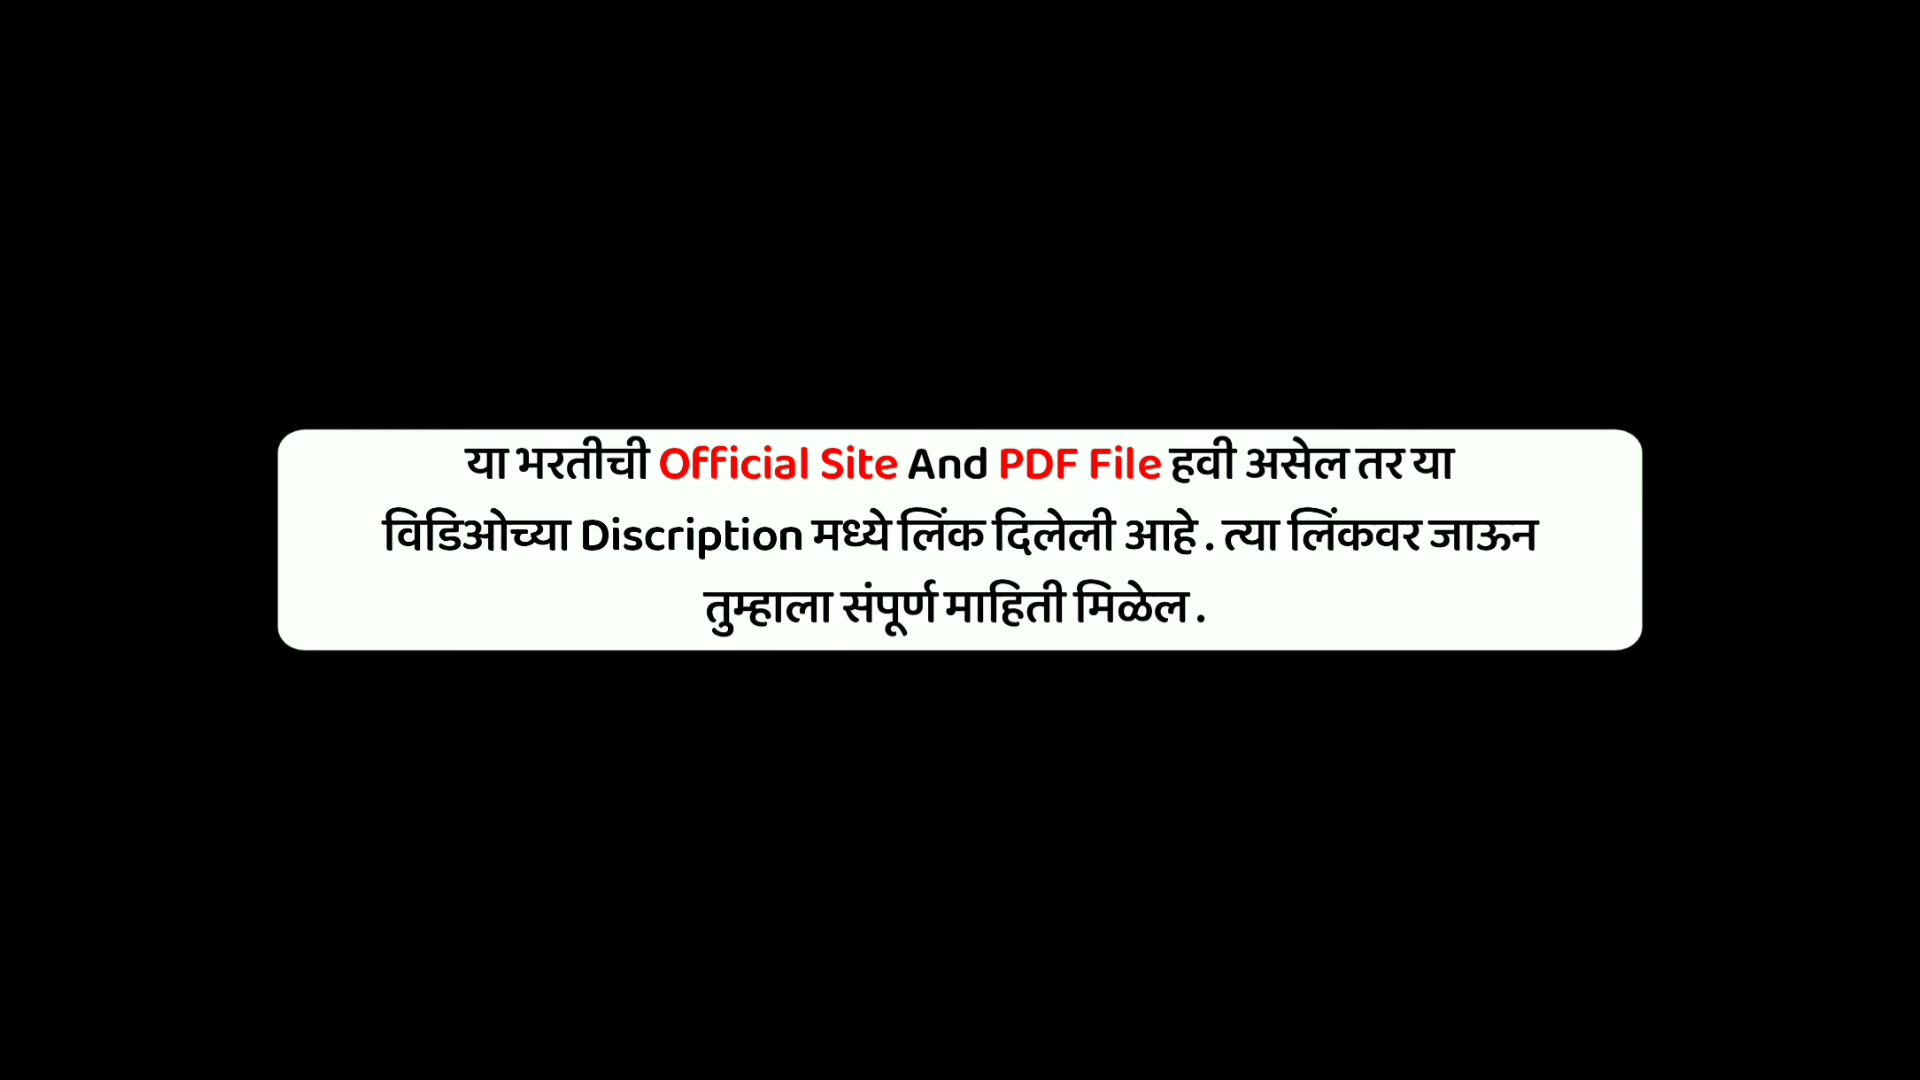 या भरतीची Official Site And PDF File हवी असेल तर या
विडिओच्या Discription मध्ये लिंक दिलेली आहे . त्या लिंकवर जाऊन
तुम्हाला संपूर्ण माहिती मिळेल .